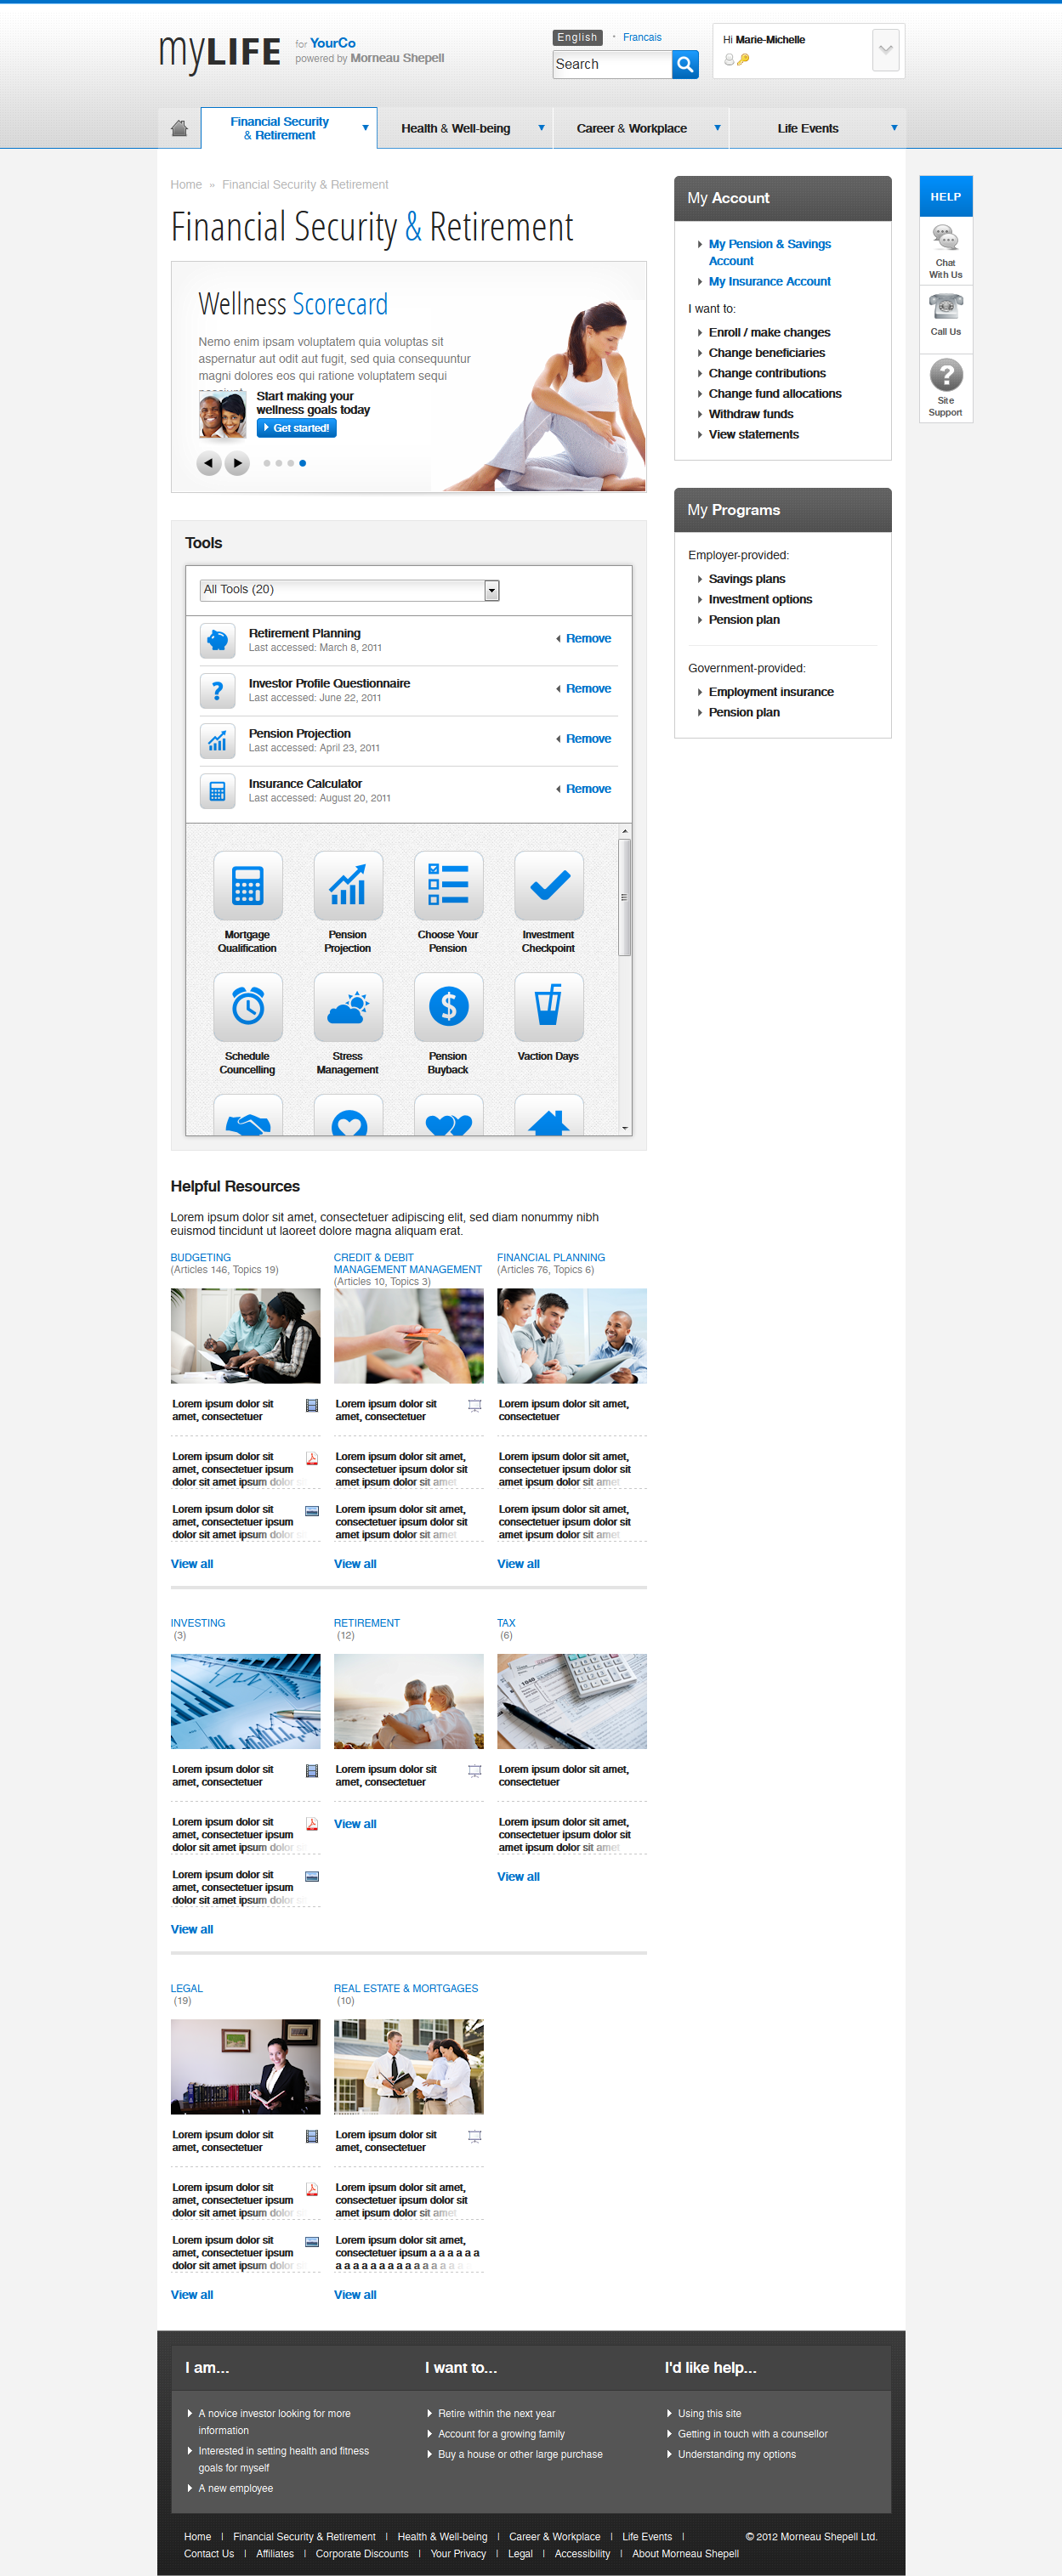 myLIFE for YourCo
powered by Morneau Shepell
English · Francais
Search
Hi Marie-Michelle
Financial Security
& Retirement
Health & Well-being
Career & Workplace
Life Events
Home » Financial Security & Retirement
Financial Security & Retirement
Wellness Scorecard
Nemo enim ipsam voluptatem quia voluptas sit
aspernatur aut odit aut fugit, sed quia consequuntur
magni dolores eos qui ratione voluptatem sequi
Start making your
wellness goals today
Get started!
My Account
My Pension & Savings
Account
My Insurance Account
I want to:
Enroll / make changes
Change beneficiaries
Change contributions
Change fund allocations
Withdraw funds
View statements
HELP
Chat
With Us
Call Us
Site
Support
My Programs
Employer-provided:
Savings plans
Investment options
Pension plan
Government-provided:
Employment insurance
Pension plan
Tools
All Tools (20)
Retirement Planning
Last accessed: March 8, 2011
Remove
Investor Profile Questionnaire
Last accessed: June 22, 2011
Remove
Pension Projection
Last accessed: April 23, 2011
Remove
Insurance Calculator
Last accessed: August 20, 2011
Remove
Mortgage
Qualification
Pension
Projection
Choose Your
Pension
Investment
Checkpoint
Schedule
Councelling
Stress
Management
Pension
Buyback
Vaction Days
Helpful Resources
Lorem ipsum dolor sit amet, consectetuer adipiscing elit, sed diam nonummy nibh
euismod tincidunt ut laoreet dolore magna aliquam erat.
BUDGETING
(Articles 146, Topics 19)
Lorem ipsum dolor sit
amet, consectetuer
Lorem ipsum dolor sit
amet, consectetuer ipsum
dolor sit amet ipsum dolor
Lorem ipsum dolor sit
amet, consectetuer ipsum
dolor sit amet ipsum dolor
View all
CREDIT & DEBIT
MANAGEMENT MANAGEMENT
(Articles 10, Topics 3)
Lorem ipsum dolor sit
amet, consectetuer
Lorem ipsum dolor sit amet,
consectetuer ipsum dolor sit
amet ipsum dolor sit amet
Lorem ipsum dolor sit amet,
consectetuer ipsum dolor sit
amet ipsum dolor sit amet
View all
FINANCIAL PLANNING
(Articles 76, Topics 6)
Lorem ipsum dolor sit amet,
consectetuer
Lorem ipsum dolor sit amet,
consectetuer ipsum dolor sit
amet ipsum dolor sit amet
Lorem ipsum dolor sit amet,
consectetuer ipsum dolor sit
amet ipsum dolor sit amet
View all
INVESTING
(3)
Lorem ipsum dolor sit
amet, consectetuer
Lorem ipsum dolor sit
amet, consectetuer ipsum
dolor sit amet ipsum dolor
Lorem ipsum dolor sit
amet, consectetuer ipsum
dolor sit amet ipsum dolor
View all
RETIREMENT
(12)
Lorem ipsum dolor sit
amet, consectetuer
View all
TAX
(6)
1040
Lorem ipsum dolor sit amet,
consectetuer
Lorem ipsum dolor sit amet,
consectetuer ipsum dolor sit
amet ipsum dolor sit amet
View all
LEGAL
(19)
Lorem ipsum dolor sit
amet, consectetuer
Lorem ipsum dolor sit
amet, consectetuer ipsum
dolor sit amet ipsum dolor
Lorem ipsum dolor sit
amet, consectetuer ipsum
dolor sit amet ipsum dolor
View all
REAL ESTATE & MORTGAGES
(10)
Lorem ipsum dolor sit
amet, consectetuer
Lorem ipsum dolor sit amet,
consectetuer ipsum dolor sit
amet ipsum dolor sit amet
Lorem ipsum dolor sit amet,
consectetuer ipsum a a a a a a
a a a a a a a a a a a a a a a
View all
I am...
A novice investor looking for more
information
Interested in setting health and fitness
goals for myself
A new employee
I want to...
Retire within the next year
Account for a growing family
Buy a house or other large purchase
I'd like help...
Using this site
Getting in touch with a counsellor
Understanding my options
Home | Financial Security & Retirement | Health & Well-being | Career & Workplace | Life Events |
© 2012 Morneau Shepell Ltd.
Contact Us | Affiliates | Corporate Discounts | Your Privacy | Legal | Accessibility | About Morneau Shepell